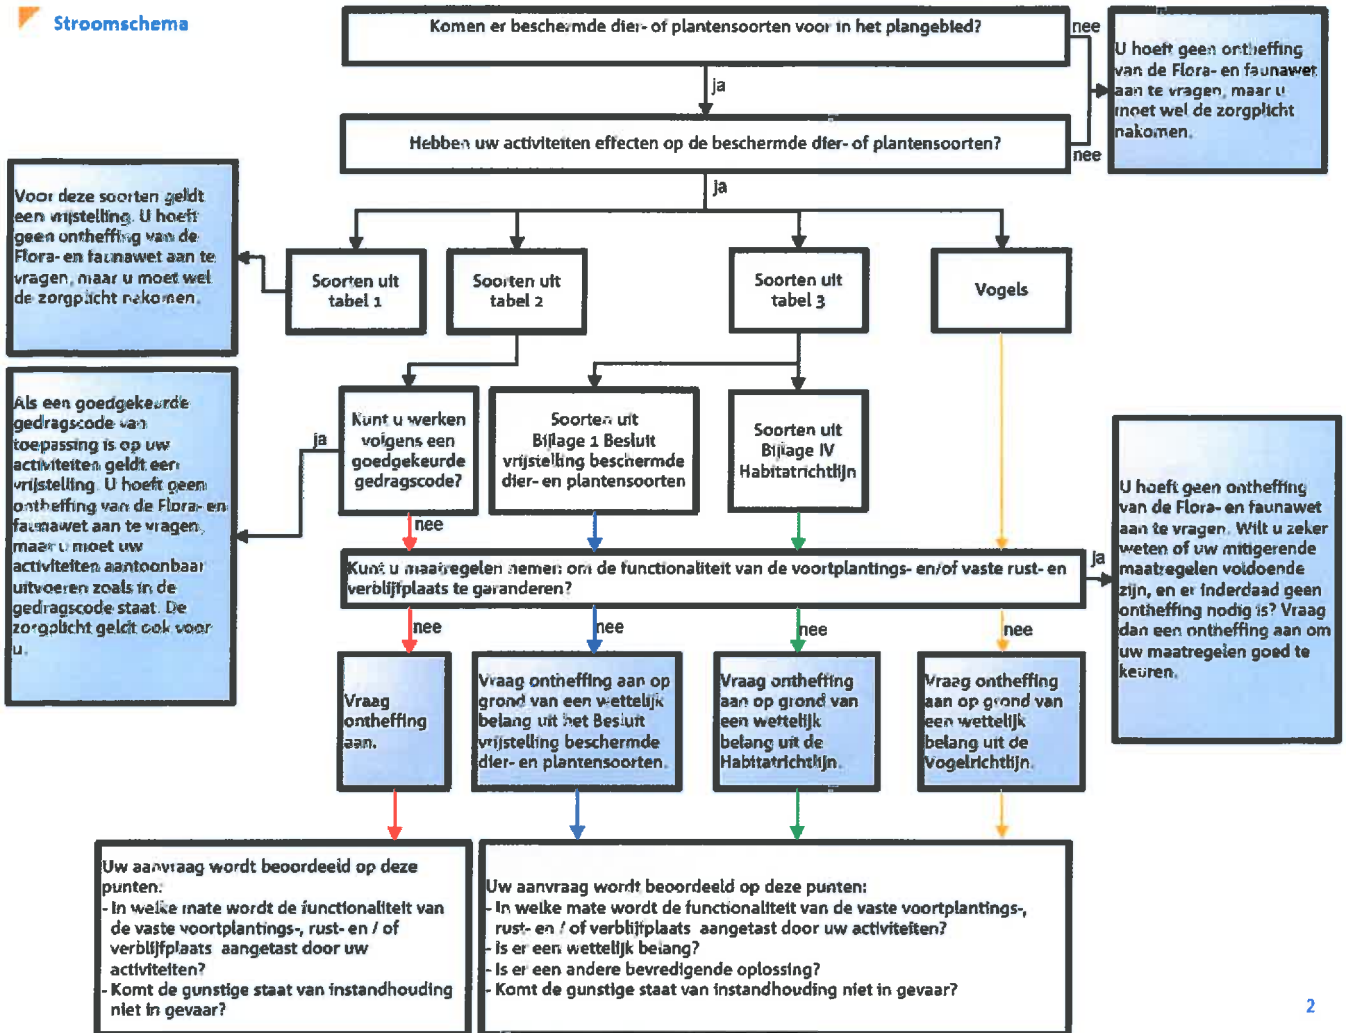 Stroomschema
Komen er beschermde dier- of plantensoorten voor in het plangebied?
nee
U hoeft geen ontheffing
van de Flora- en faunawet
aan te vragen, maar u
moet wel de zorgplicht
nakomen.
ja
Hebben uw activiteiten effecten op de beschermde dier- of plantensoorten?
nee
ja
Voor deze soorten geldt
een vrijstelling. U hoeft
geen ontheffing van de
Flora- en faunawet aan te
vragen, maar u moet wel
de zorgplicht nakomen.
Soorten uit
tabel 1
Soorten uit
tabel 2
Soorten uit
tabel 3
Vogels
Als een goedgekeurde
gedragscode van
toepassing is op uw
activiteiten geldt een
vrijstelling. U hoeft geen
ontheffing van de Flora- en
faunawet aan te vragen,
maar u moet uw
activiteiten aantoonbaar
uitvoeren zoals in de
gedragscode staat. De
zorgplicht geldt ook voor
u.
ja
Kunt u werken
volgens een
goedgekeurde
gedragscode?
Soorten uit
Bijlage 1 Besluit
vrijstelling beschermde
dier- en plantensoorten
Soorten uit
Bijlage IV
Habitatrichtlijn
nee
Kunt u maatregelen nemen om de functionaliteit van de voortplantings- en/of vaste rust- en
verblijfplaats te garanderen?
ja
U hoeft geen ontheffing
van de Flora- en faunawet
aan te vragen. Wilt u zeker
weten of uw mitigerende
maatregelen voldoende
zijn, en er inderdaad geen
ontheffing nodig is? Vraag
dan een ontheffing aan om
uw maatregelen goed te
keuren.
nee
nee
nee
nee
Vraag
ontheffing
aan.
Vraag ontheffing aan op
grond van een wettelijk
belang uit het Besluit
vrijstelling beschermde
dier- en plantensoorten.
Vraag ontheffing
aan op grond van
een wettelijk
belang uit de
Habitatrichtlijn.
Vraag ontheffing
aan op grond van
een wettelijk
belang uit de
Vogelrichtlijn.
Uw aanvraag wordt beoordeeld op deze
punten:
- In welke mate wordt de functionaliteit van
de vaste voortplantings-, rust- en / of
verblijfplaats aangetast door uw
activiteiten?
- Komt de gunstige staat van instandhouding
niet in gevaar?
Uw aanvraag wordt beoordeeld op deze punten:
- In welke mate wordt de functionaliteit van de vaste voortplantings-,
rust- en / of verblijfplaats aangetast door uw activiteiten?
- Is er een wettelijk belang?
- Is er een andere bevredigende oplossing?
- Komt de gunstige staat van instandhouding niet in gevaar?
2